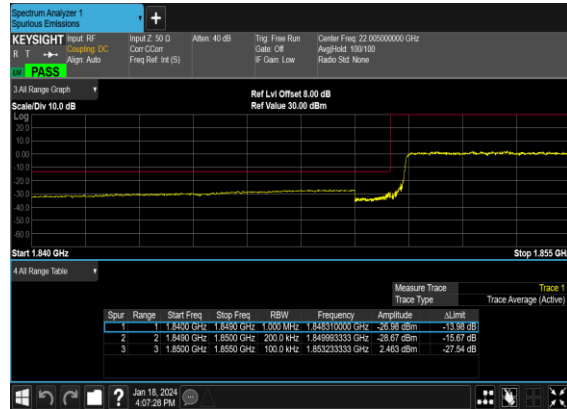 Spectrum Analyzer 1
Spurious Emissions
+
KEYSIGHT Input: RF Input Z: 50 Ω Atten: 40 dB Trig: Free Run Center Freq: 22.005000000 GHz
R T Coupling: DC Corr CCorr Gate: Off Avg|Hold: 100/100
Align: Auto Freq Ref: Int (S) IF Gain: Low Radio Std: None
PASS
3 All Range Graph
Ref Lvl Offset 8.00 dB
Scale/Div 10.0 dB Ref Value 30.00 dBm
Log
20.0
10.0
0.00
-10.0
-20.0
-30.0
-40.0
-50.0
-60.0
Start 1.840 GHz Stop 1.855 GH
4 All Range Table
Measure Trace Trace 1
Trace Type Trace Average (Active)
Spur Range Start Freq Stop Freq RBW Frequency Amplitude ΔLimit
1 1 1.8400 GHz 1.8490 GHz 1.000 MHz 1.848310000 GHz -26.98 dBm -13.98 dB
2 2 1.8490 GHz 1.8500 GHz 200.0 kHz 1.849993333 GHz -28.67 dBm -15.67 dB
3 3 1.8500 GHz 1.8550 GHz 100.0 kHz 1.853233333 GHz 2.463 dBm -27.54 dB
? Jan 18, 2024
4:07:28 PM